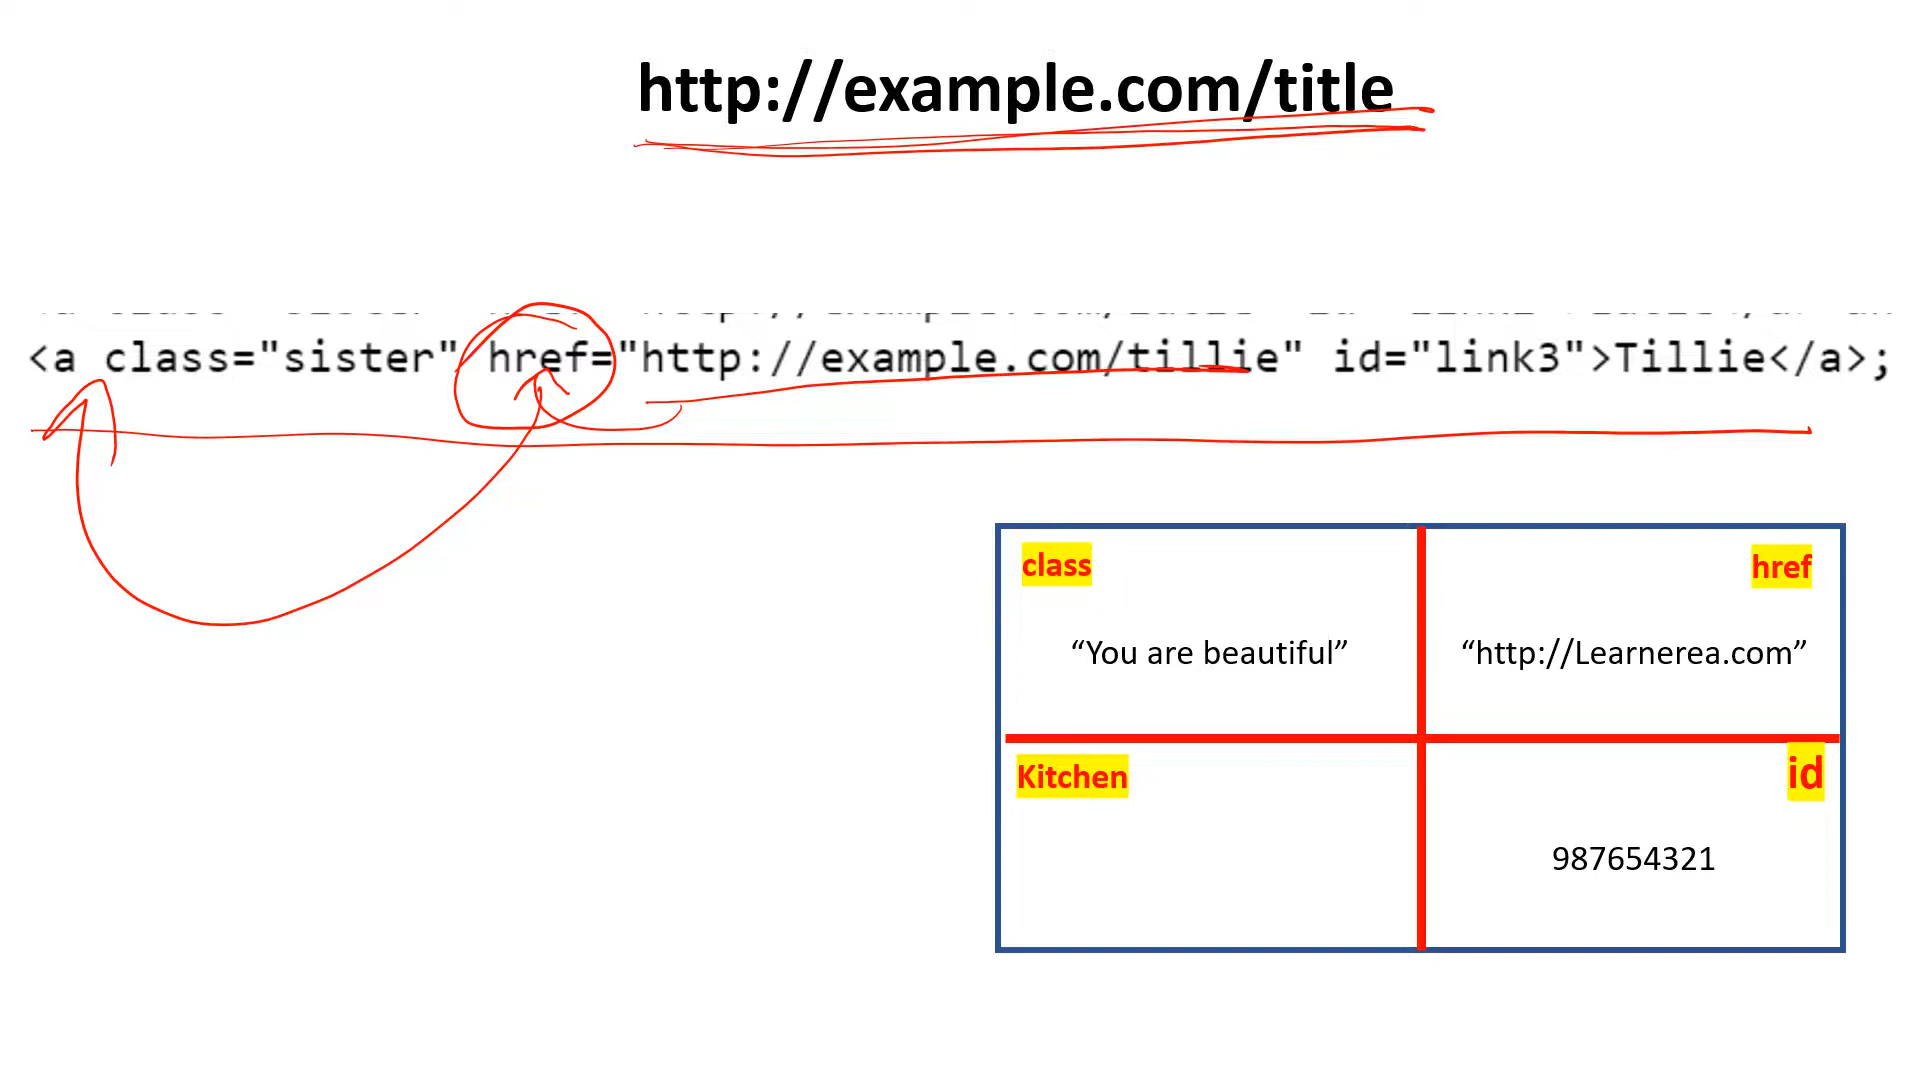 http://example.com/title
<a class="sister" href="http://example.com/tillie" id="link3">Tillie</a>;
class
href
“You are beautiful”
“http://Learnerea.com”
Kitchen
id
987654321